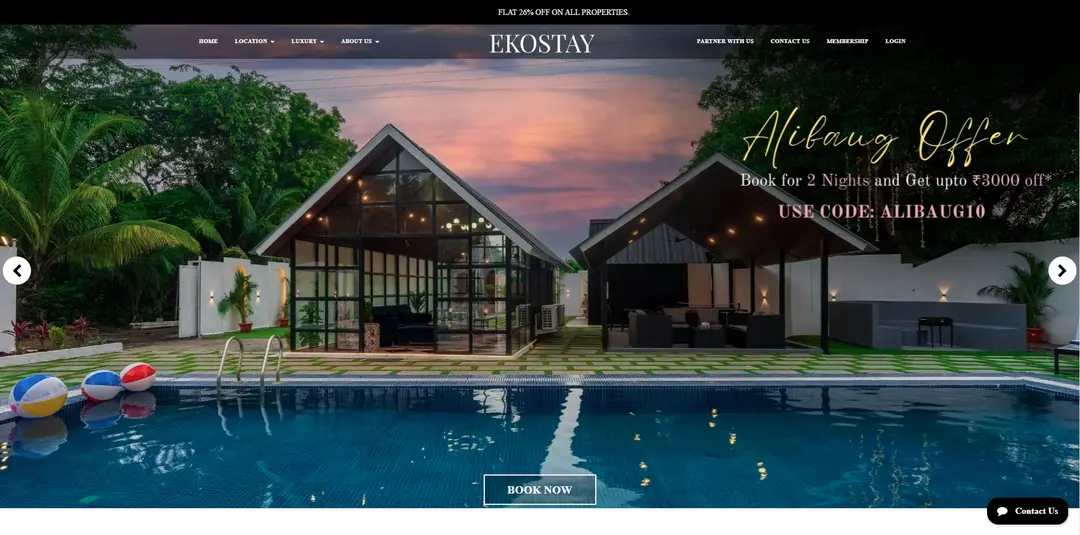 FLAT 26% OFF ON ALL PROPERTIES.
HOME LOCATION LUXURY ABOUT US EKOSTAY PARTNER WITH US CONTACT US MEMBERSHIP LOGIN
Alibaug Offer
Book for 2 Nights and Get upto ₹3000 off*
USE CODE: ALIBAUG10
BOOK NOW
Contact Us